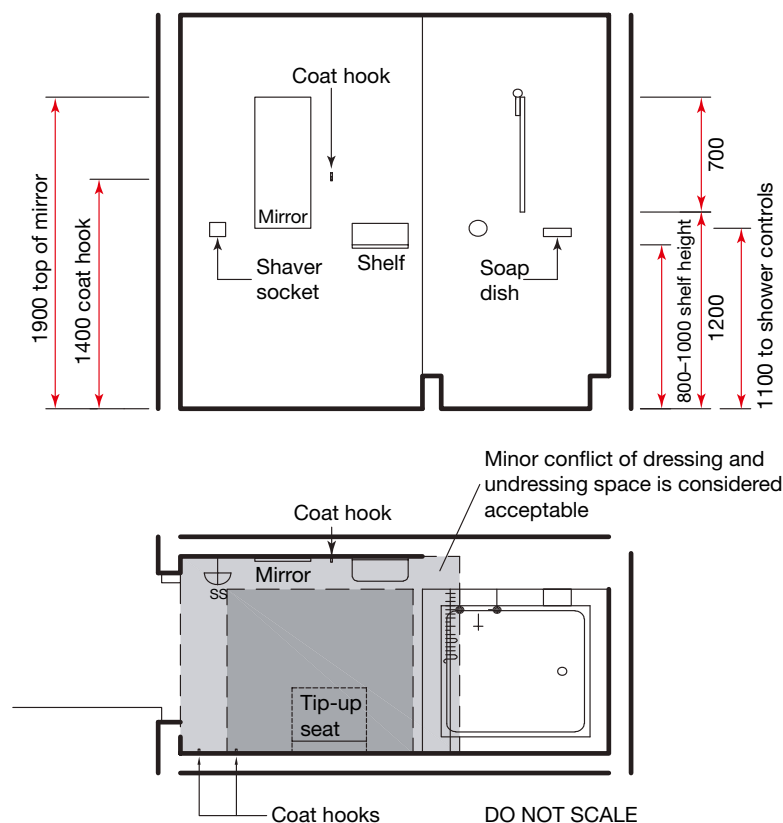 Coat hook
1900 top of mirror
1400 coat hook
Mirror
Shaver
socket
Shelf
Soap
dish
700
800–1000 shelf height
1200
1100 to shower controls
Minor conflict of dressing and
undressing space is considered
acceptable
Coat hook
Mirror
SS
Tip-up
seat
Coat hooks
DO NOT SCALE